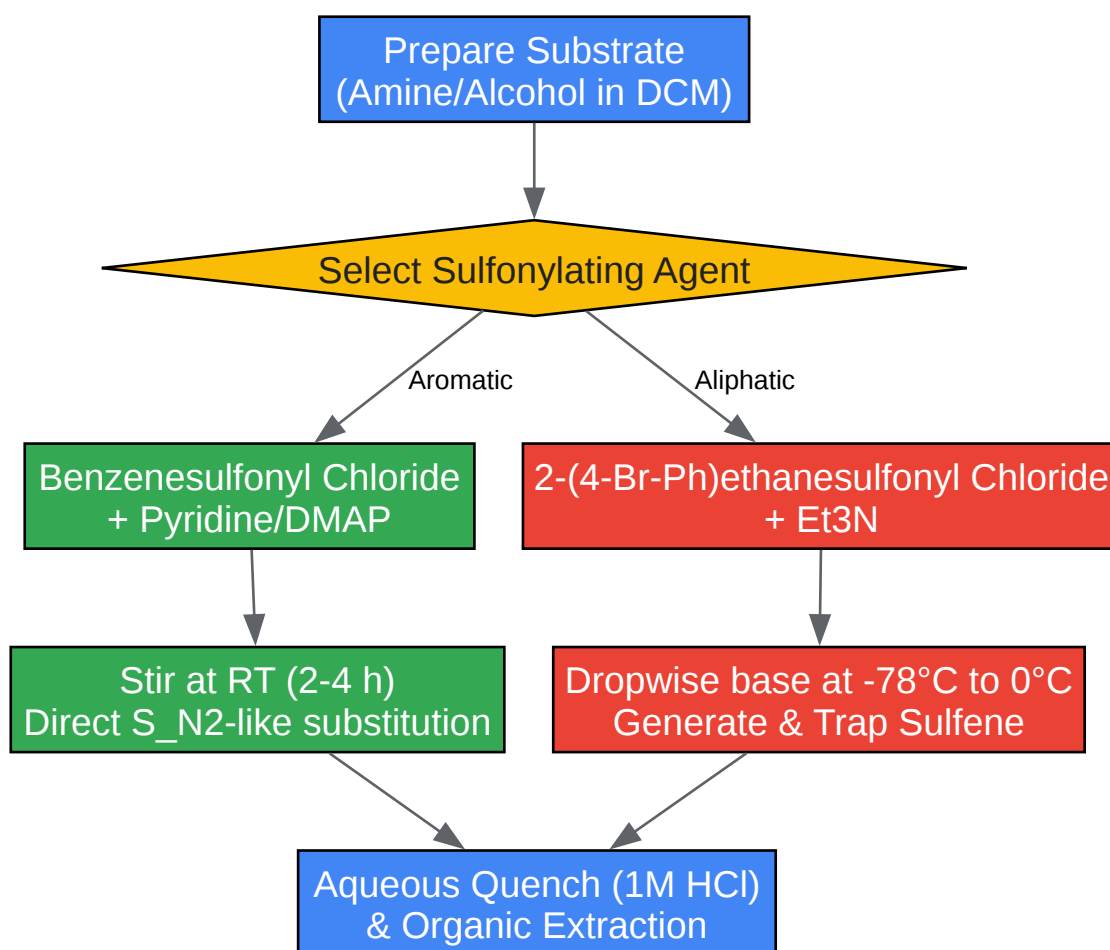 Prepare Substrate
(Amine/Alcohol in DCM)
Select Sulfonylating Agent
Aromatic
Aliphatic
Benzenesulfonyl Chloride
+ Pyridine/DMAP
2-(4-Br-Ph)ethanesulfonyl Chloride
+ Et3N
Stir at RT (2-4 h)
Direct S_N2-like substitution
Dropwise base at -78°C to 0°C
Generate & Trap Sulfene
Aqueous Quench (1M HCl)
& Organic Extraction